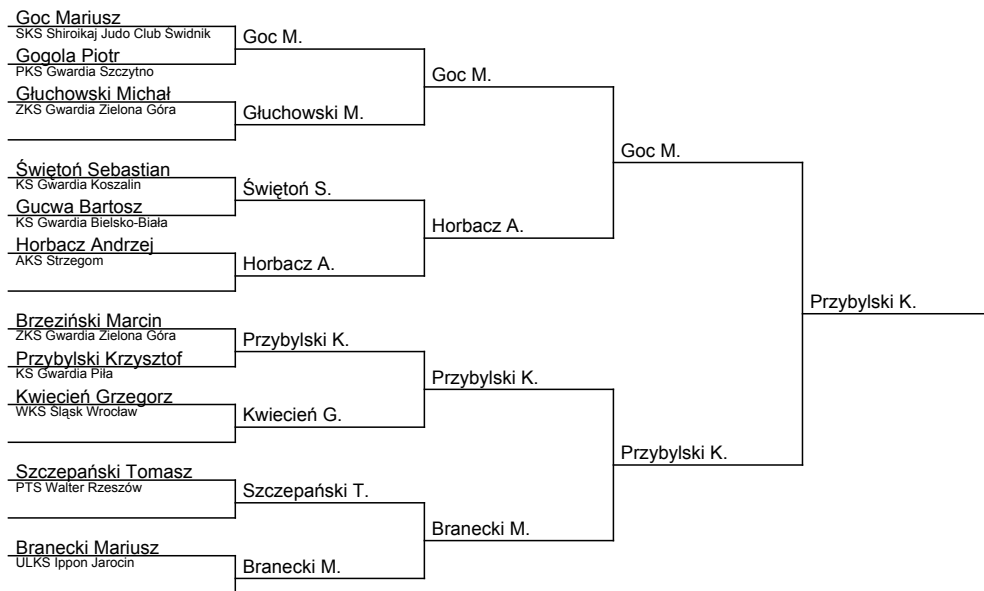 Goc Mariusz
SKS Shiroikaj Judo Club Świdnik
Gogola Piotr
PKS Gwardia Szczytno
Głuchowski Michał
ZKS Gwardia Zielona Góra
Świętoń Sebastian
KS Gwardia Koszalin
Gucwa Bartosz
KS Gwardia Bielsko-Biała
Horbacz Andrzej
AKS Strzegom
Brzeziński Marcin
ZKS Gwardia Zielona Góra
Przybylski Krzysztof
KS Gwardia Piła
Kwiecień Grzegorz
WKS Śląsk Wrocław
Szczepański Tomasz
PTS Walter Rzeszów
Branecki Mariusz
ULKS Ippon Jarocin
Goc M.
Głuchowski M.
Świętoń S.
Horbacz A.
Przybylski K.
Kwiecień G.
Szczepański T.
Branecki M.
Goc M.
Horbacz A.
Przybylski K.
Branecki M.
Goc M.
Przybylski K.
Przybylski K.